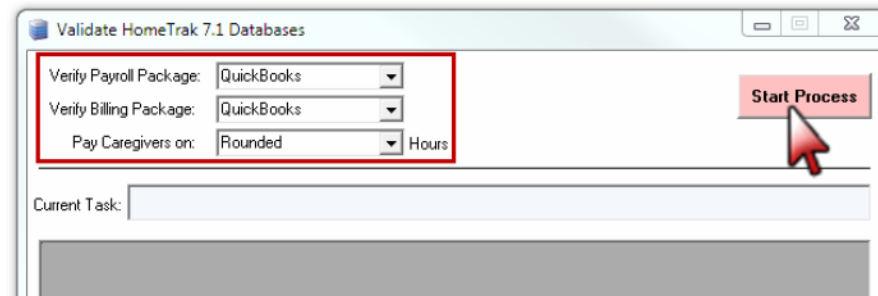 Validate HomeTrak 7.1 Databases
Verify Payroll Package: QuickBooks
Verify Billing Package: QuickBooks
Pay Caregivers on: Rounded Hours
Start Process
Current Task: